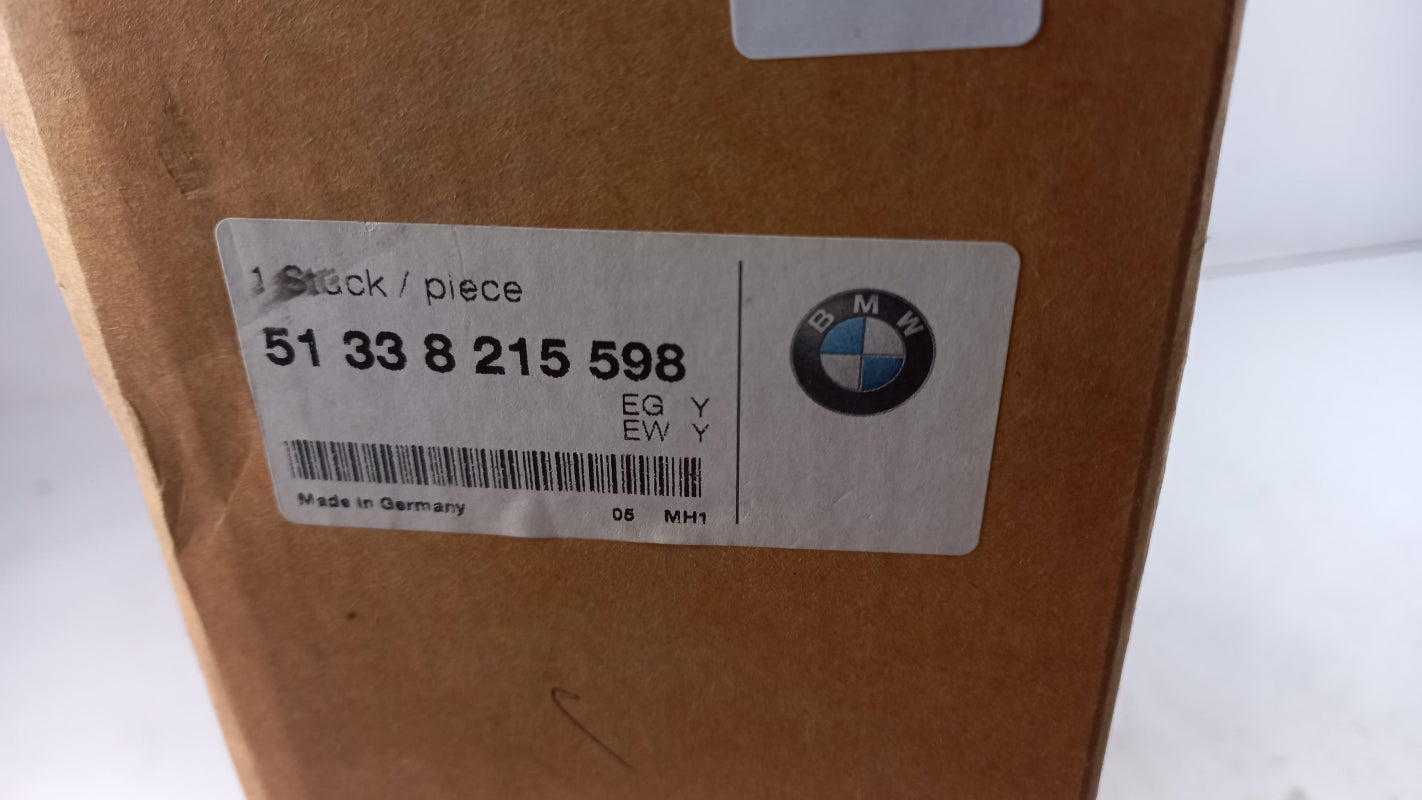 1 Stück / piece
51 33 8 215 598
EG Y
EW Y
Made in Germany
05 MH1
BMW